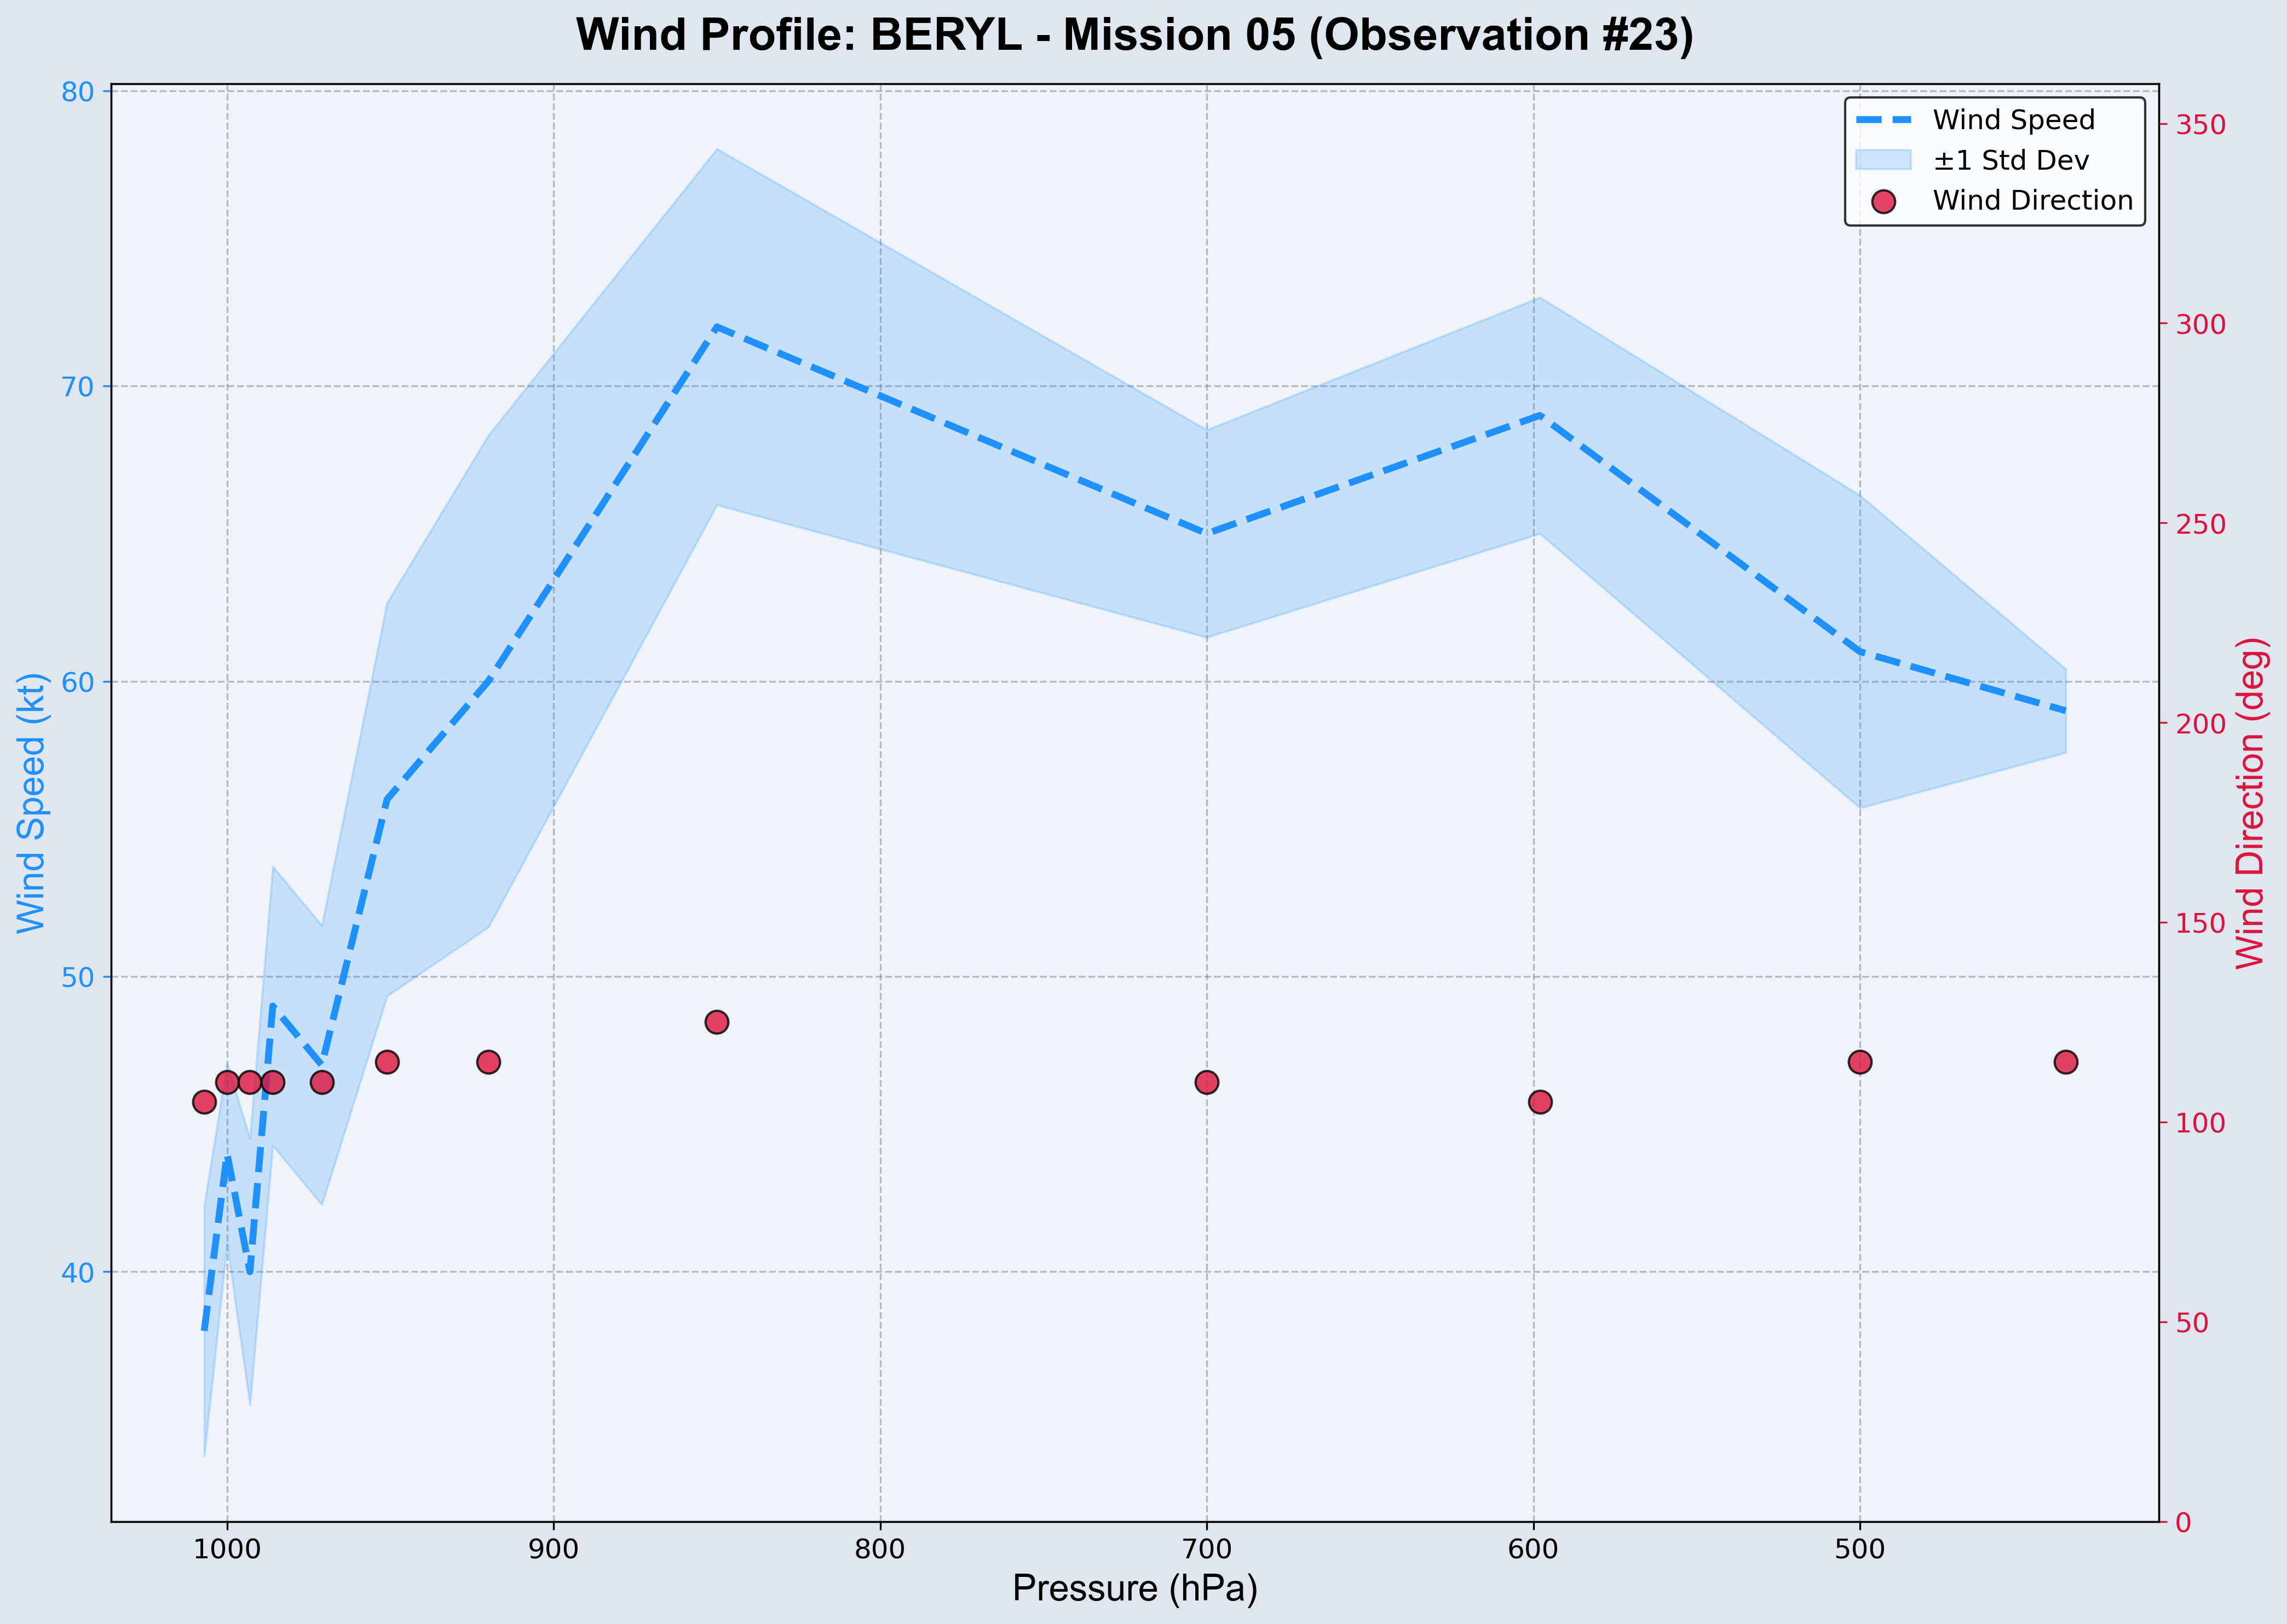 Wind Profile: BERYL - Mission 05 (Observation #23)
Wind Speed
±1 Std Dev
Wind Direction
Wind Speed (kt)
80
70
60
50
40
350
300
250
200
150
100
50
0
Wind Direction (deg)
1000
900
800
700
600
500
Pressure (hPa)